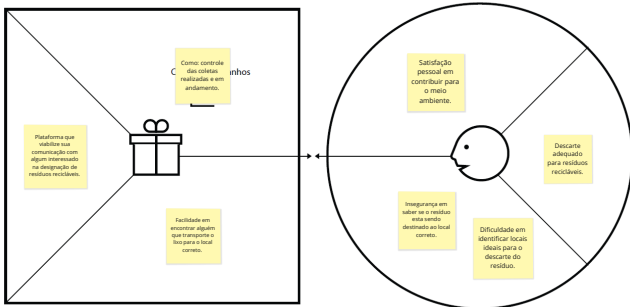 Como: controle
das coletas
realizadas e em
andamento.
Plataforma que
viabilize sua
comunicação com
algum interessado
na designação de
resíduos recicláveis.
Facilidade em
encontrar alguém
que transporte o
lixo para o local
correto.
Satisfação
pessoal em
contribuir para
o meio
ambiente.
Descarte
adequado
para resíduos
recicláveis.
Insegurança em
saber se o resíduo
esta sendo
destinado ao local
correto.
Dificuldade em
identificar locais
ideais para o
descarte do
resíduo.